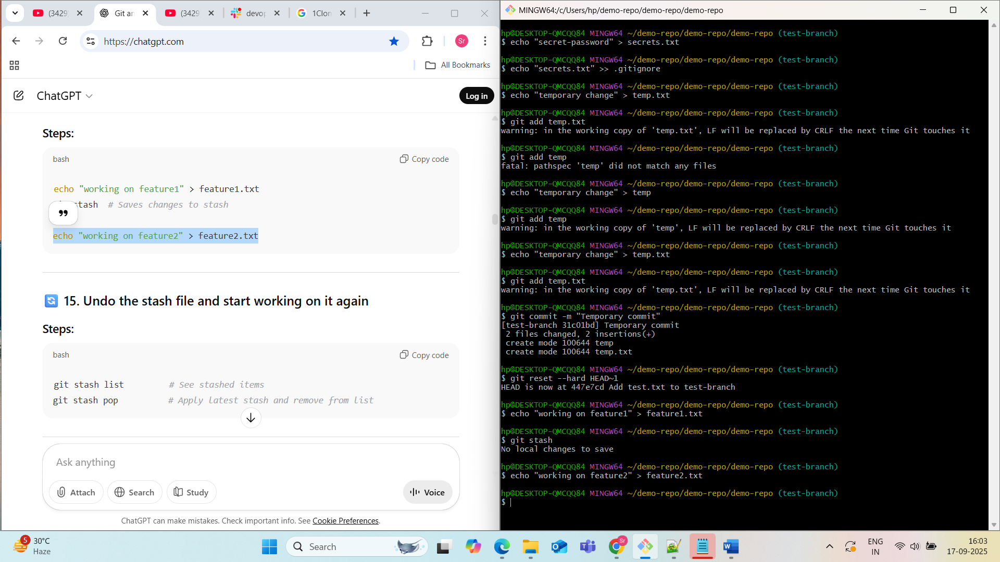 (3429
Git an
(3429
devop
1Clon
https://chatgpt.com
Sr
All Bookmarks
ChatGPT
Log in
Steps:
bash
Copy code
echo "working on feature1" > feature1.txt
stash # Saves changes to stash
echo "working on feature2" > feature2.txt
15. Undo the stash file and start working on it again
Steps:
bash
Copy code
git stash list # See stashed items
git stash pop # Apply latest stash and remove from list
Ask anything
Attach
Search
Study
Voice
ChatGPT can make mistakes. Check important info. See Cookie Preferences.
MINGW64:/c/Users/hp/demo-repo/demo-repo/demo-repo
hp@DESKTOP-QMCQQ84 MINGW64 ~/demo-repo/demo-repo/demo-repo (test-branch)
$ echo "secret-password" > secrets.txt
hp@DESKTOP-QMCQQ84 MINGW64 ~/demo-repo/demo-repo/demo-repo (test-branch)
$ echo "secrets.txt" >> .gitignore
hp@DESKTOP-QMCQQ84 MINGW64 ~/demo-repo/demo-repo/demo-repo (test-branch)
$ echo "temporary change" > temp.txt
hp@DESKTOP-QMCQQ84 MINGW64 ~/demo-repo/demo-repo/demo-repo (test-branch)
$ git add temp.txt
warning: in the working copy of 'temp.txt', LF will be replaced by CRLF the next time Git touches it
hp@DESKTOP-QMCQQ84 MINGW64 ~/demo-repo/demo-repo/demo-repo (test-branch)
$ git add temp
fatal: pathspec 'temp' did not match any files
hp@DESKTOP-QMCQQ84 MINGW64 ~/demo-repo/demo-repo/demo-repo (test-branch)
$ echo "temporary change" > temp
hp@DESKTOP-QMCQQ84 MINGW64 ~/demo-repo/demo-repo/demo-repo (test-branch)
$ git add temp
warning: in the working copy of 'temp', LF will be replaced by CRLF the next time Git touches it
hp@DESKTOP-QMCQQ84 MINGW64 ~/demo-repo/demo-repo/demo-repo (test-branch)
$ echo "temporary change" > temp.txt
hp@DESKTOP-QMCQQ84 MINGW64 ~/demo-repo/demo-repo/demo-repo (test-branch)
$ git add temp.txt
warning: in the working copy of 'temp.txt', LF will be replaced by CRLF the next time Git touches it
hp@DESKTOP-QMCQQ84 MINGW64 ~/demo-repo/demo-repo/demo-repo (test-branch)
$ git commit -m "Temporary commit"
[test-branch 31c01bd] Temporary commit
2 files changed, 2 insertions(+)
create mode 100644 temp
create mode 100644 temp.txt
hp@DESKTOP-QMCQQ84 MINGW64 ~/demo-repo/demo-repo/demo-repo (test-branch)
$ git reset --hard HEAD~1
HEAD is now at 447e7cd Add test.txt to test-branch
hp@DESKTOP-QMCQQ84 MINGW64 ~/demo-repo/demo-repo/demo-repo (test-branch)
$ echo "working on feature1" > feature1.txt
hp@DESKTOP-QMCQQ84 MINGW64 ~/demo-repo/demo-repo/demo-repo (test-branch)
$ git stash
No local changes to save
hp@DESKTOP-QMCQQ84 MINGW64 ~/demo-repo/demo-repo/demo-repo (test-branch)
$ echo "working on feature2" > feature2.txt
hp@DESKTOP-QMCQQ84 MINGW64 ~/demo-repo/demo-repo/demo-repo (test-branch)
$
5
30°C
Haze
Search
Sr
ENG
IN
16:03
17-09-2025